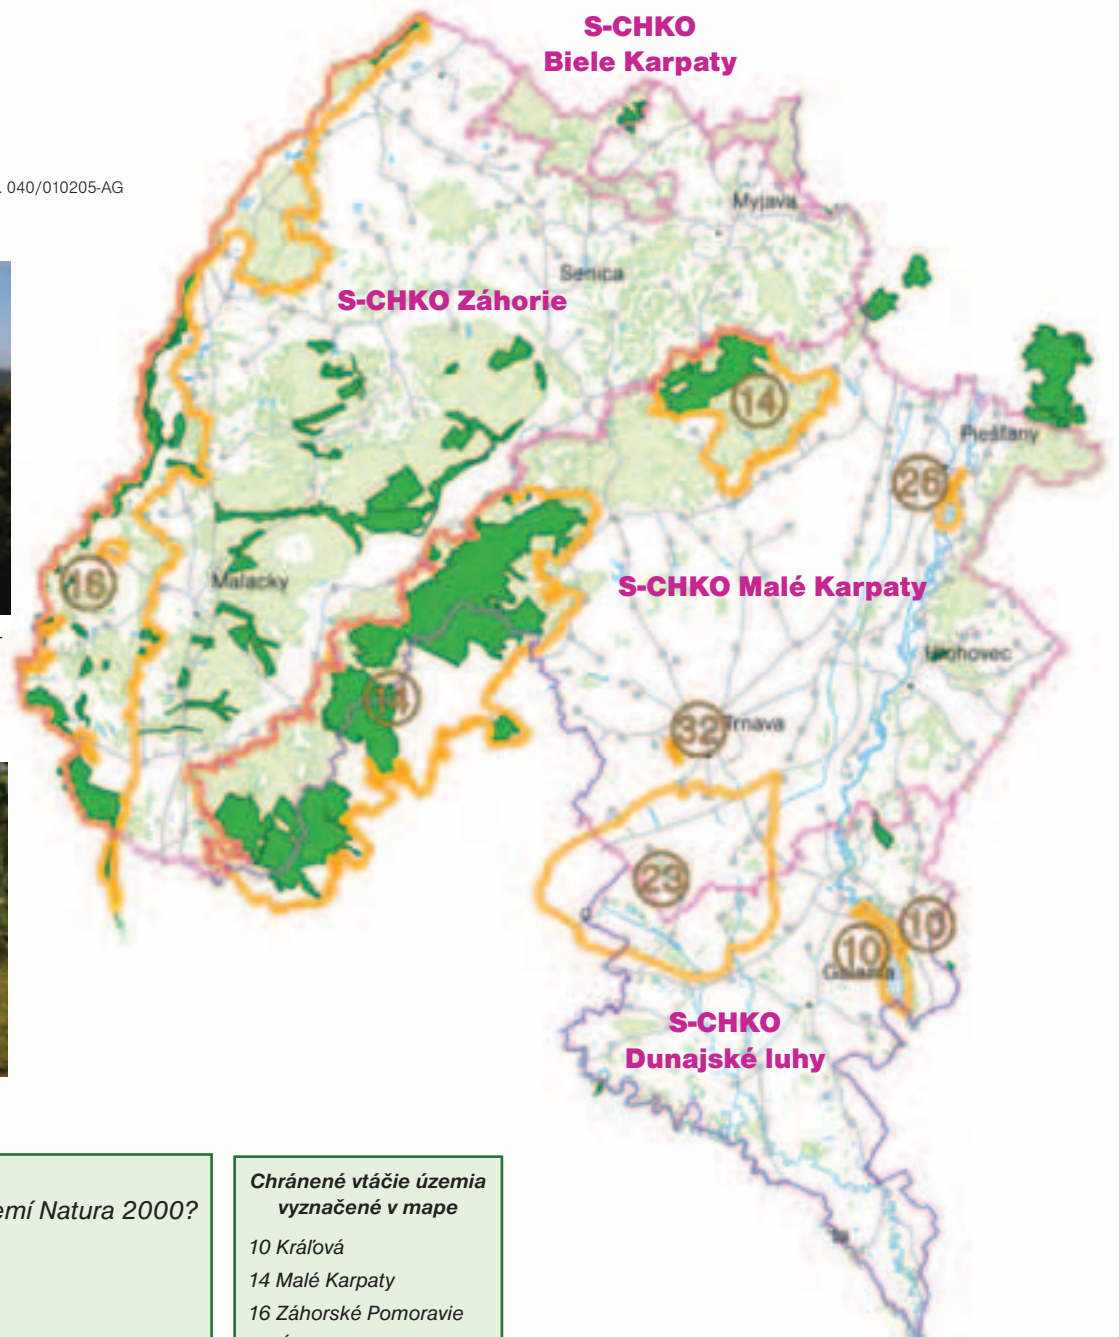 S-CHKO
Biele Karpaty
. 040/010205-AG
Myjava
Senica
S-CHKO Záhorie
14
Piešťany
26
16
Malacky
S-CHKO Malé Karpaty
Hlohovec
14
32
Trnava
23
10
10
Galanta
S-CHKO
Dunajské luhy
emí Natura 2000?
Chránené vtáčie územia
vyznačené v mape
10 Kráľová
14 Malé Karpaty
16 Záhorské Pomoravie